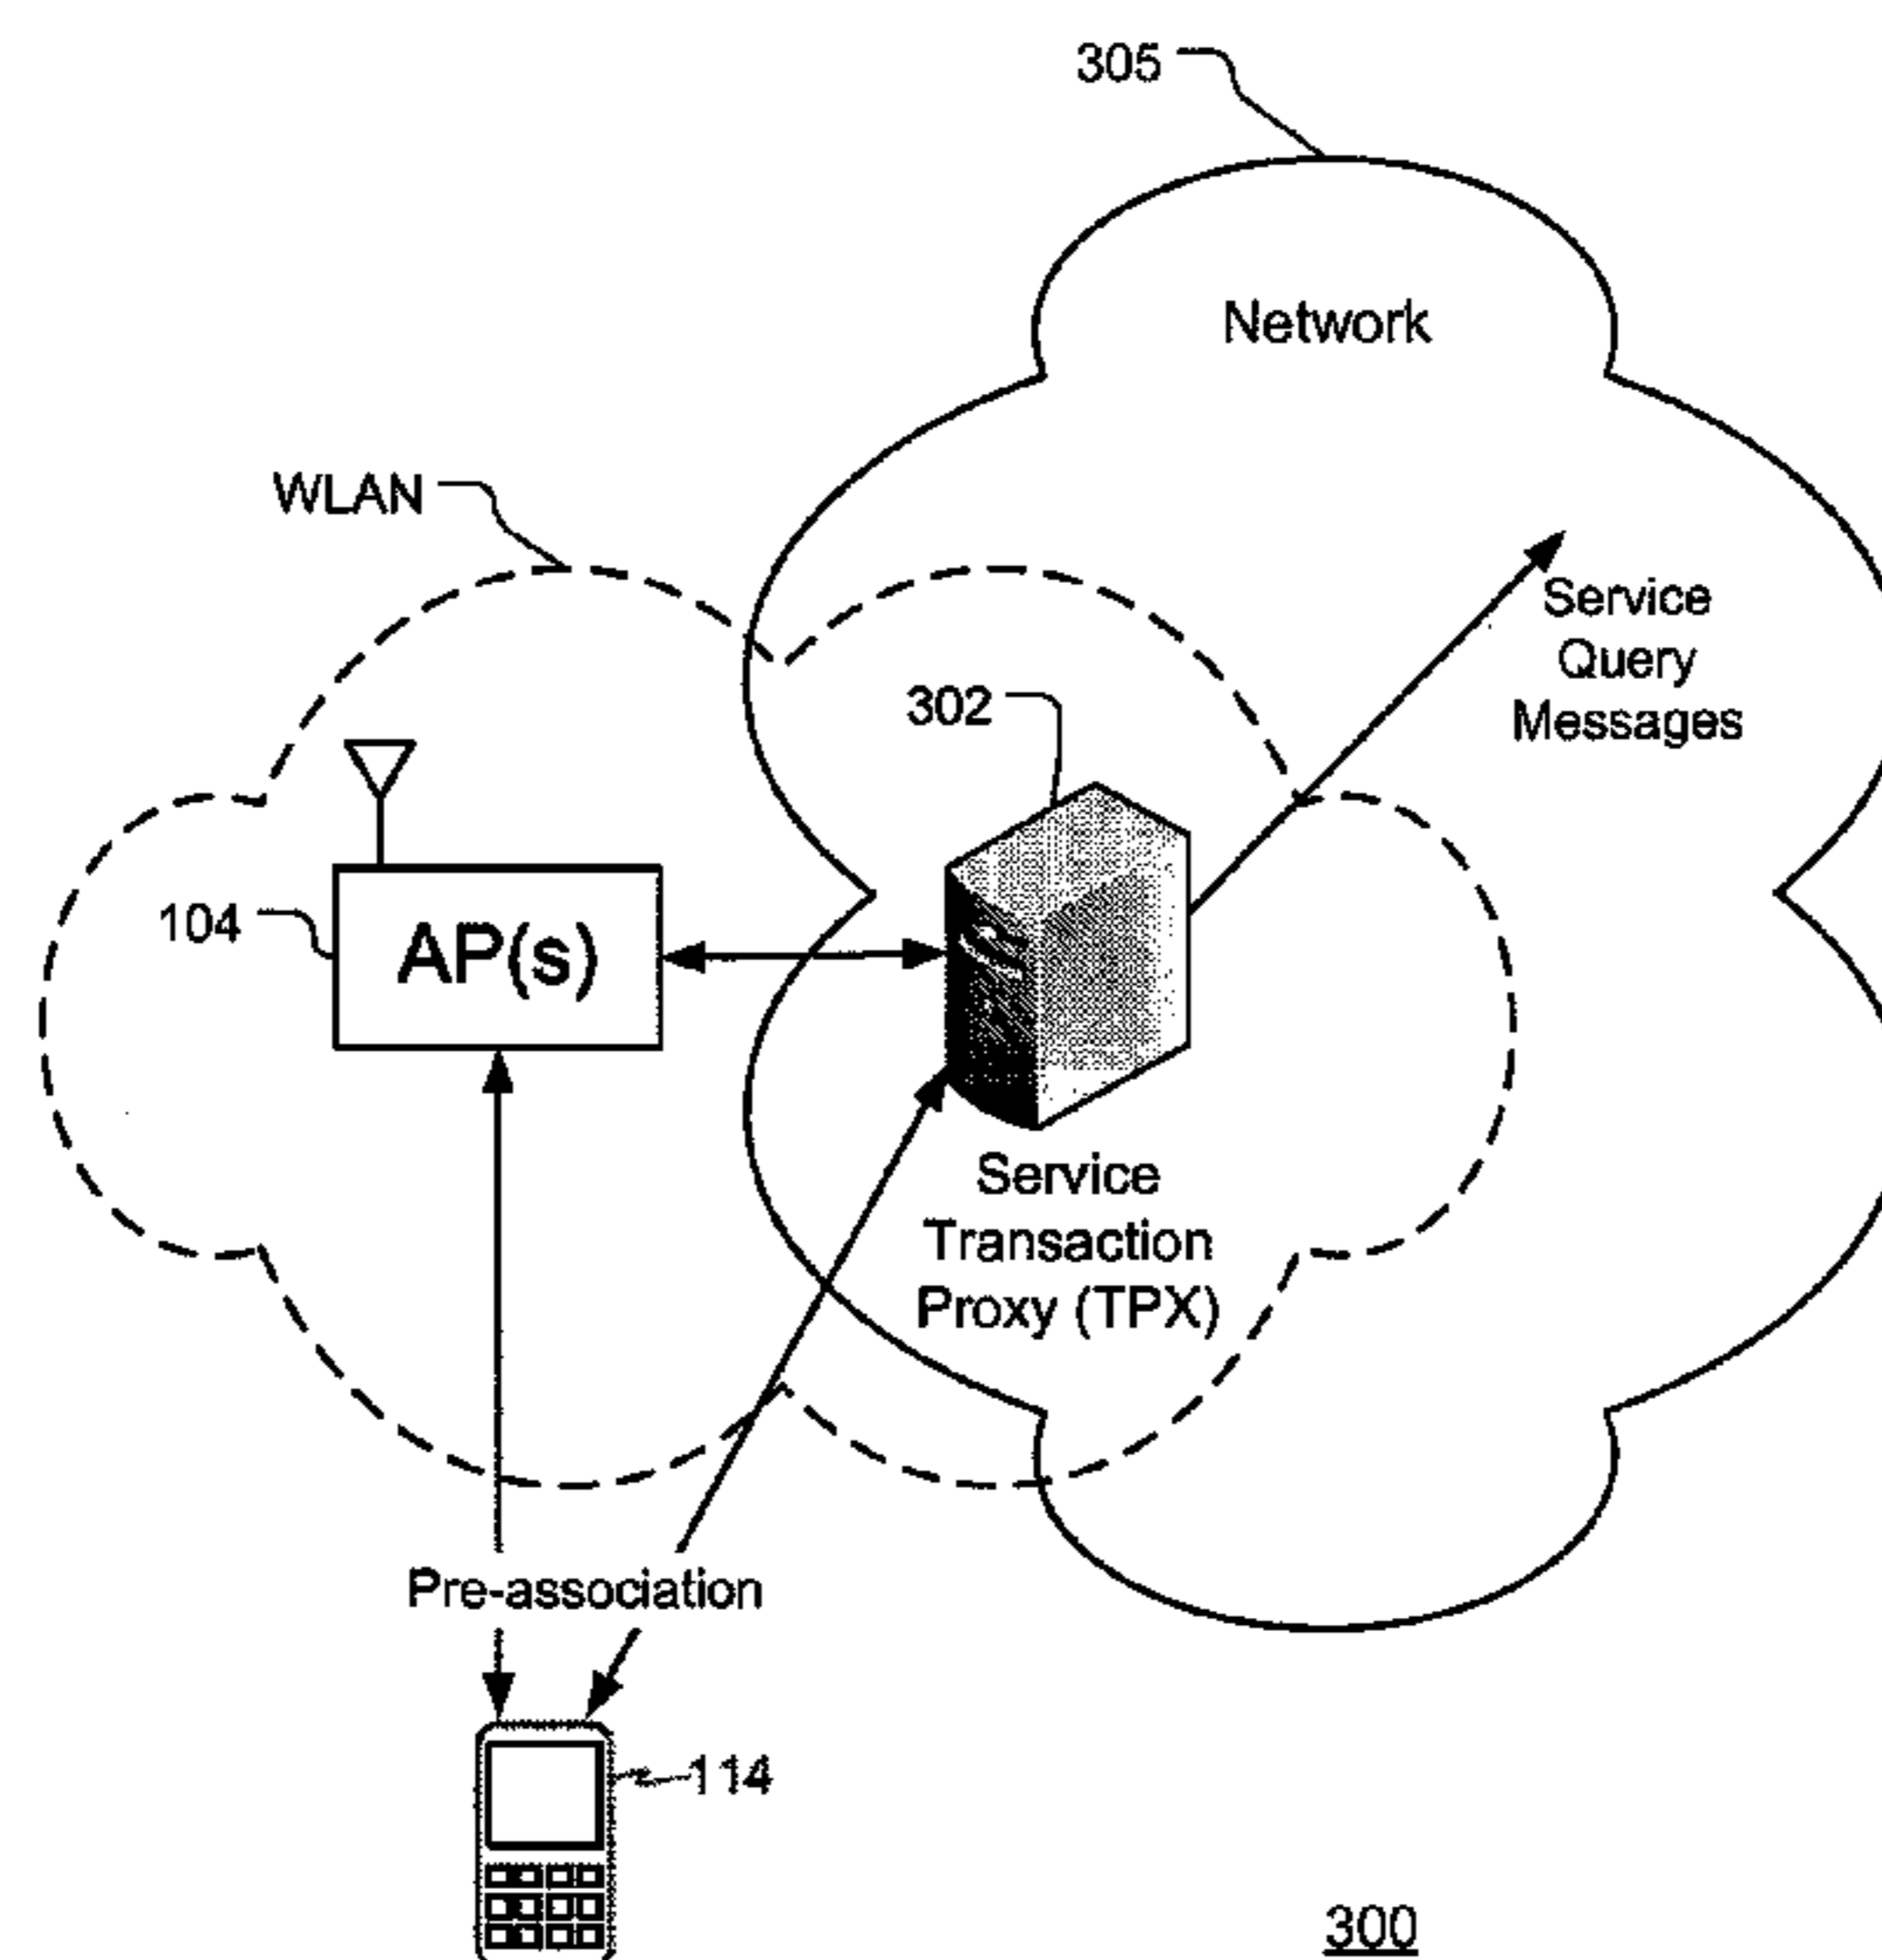 305
Network
WLAN
Service
Query
Messages
302
104
AP(s)
Service
Transaction
Proxy (TPX)
Pre-association
114
300